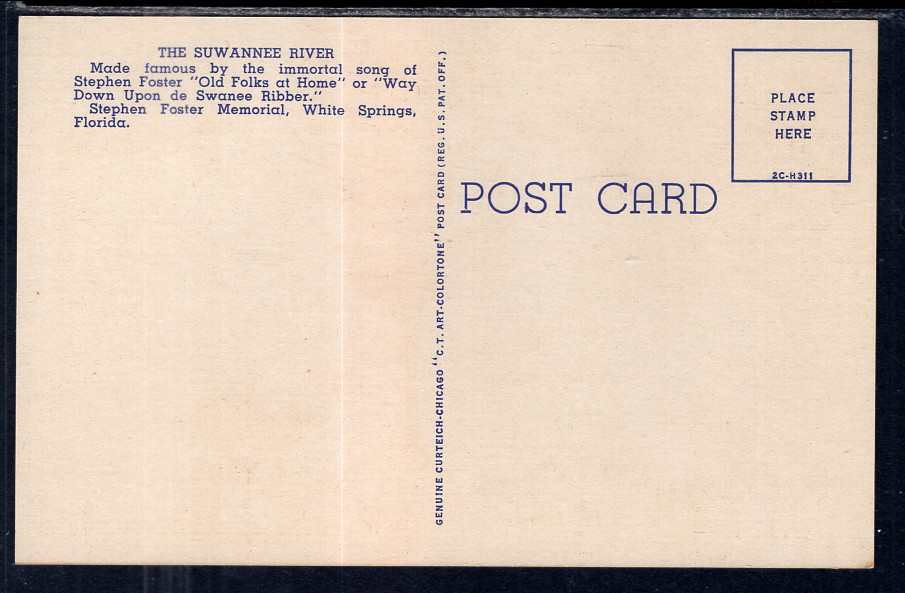 THE SUWANNEE RIVER
Made famous by the immortal song of
Stephen Foster "Old Folks at Home" or "Way
Down Upon de Swanee Ribber."
Stephen Foster Memorial, White Springs,
Florida.
GENUINE CURTEICH-CHICAGO "C.T. ART-COLORTONE" POST CARD (REG. U.S. PAT. OFF.)
POST CARD
PLACE
STAMP
HERE
2C-H311